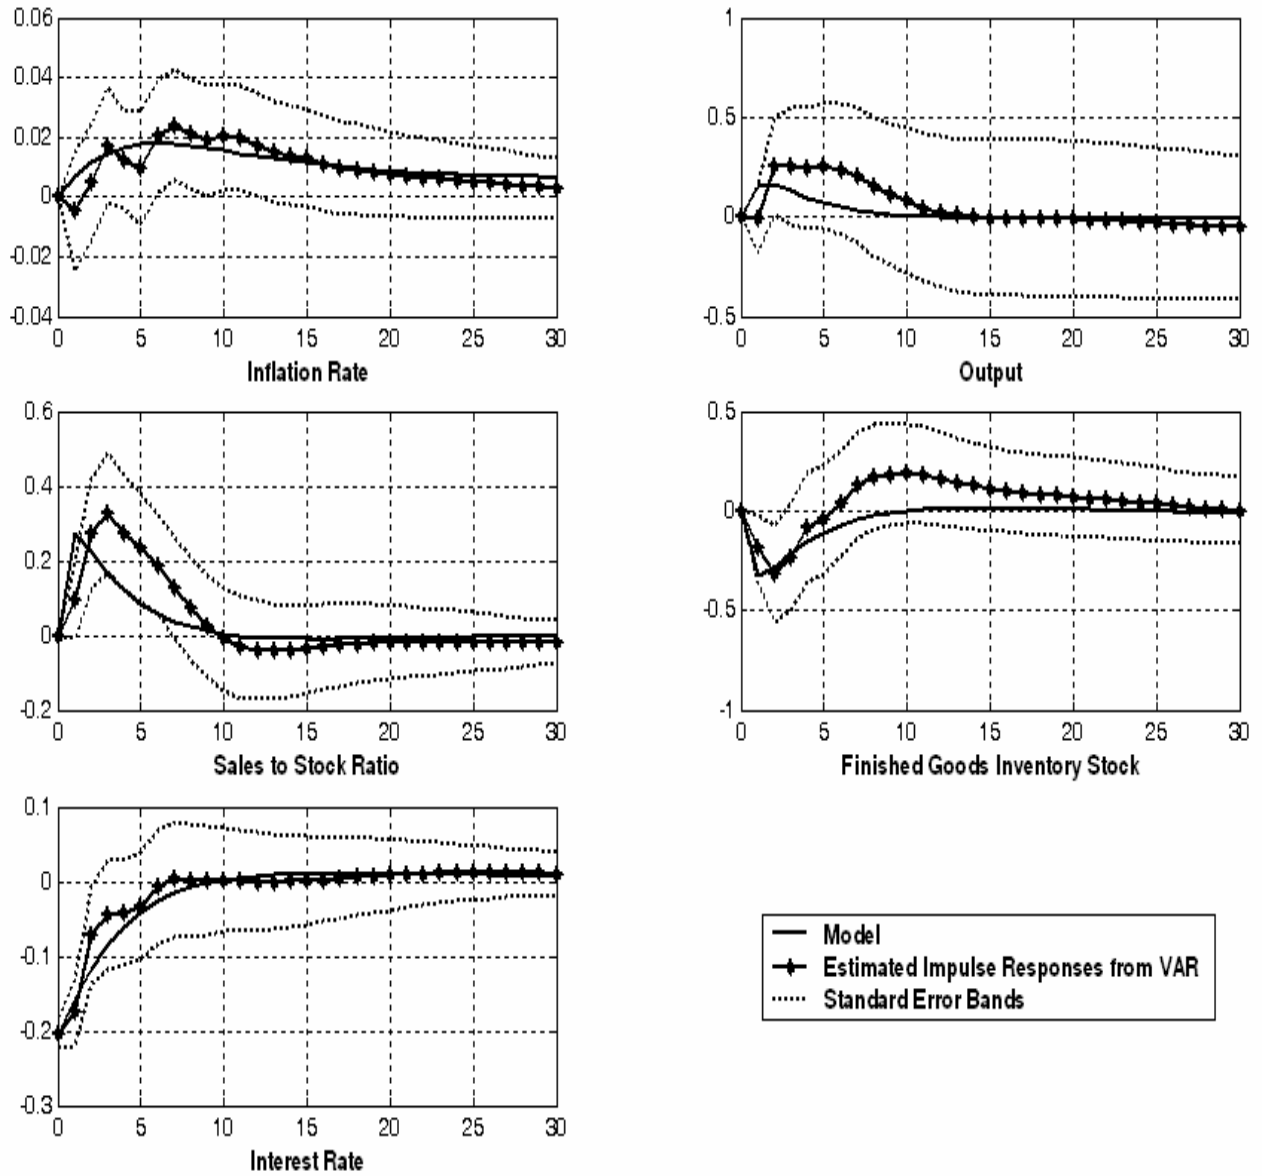 0.06
0.04
0.02
0
-0.02
-0.04
0 5 10 15 20 25 30
Inflation Rate
1
0.5
0
-0.5
0 5 10 15 20 25 30
Output
0.6
0.4
0.2
0
-0.2
0 5 10 15 20 25 30
Sales to Stock Ratio
0.5
0
-0.5
-1
0 5 10 15 20 25 30
Finished Goods Inventory Stock
0.1
0
-0.1
-0.2
-0.3
0 5 10 15 20 25 30
Interest Rate
Model
Estimated Impulse Responses from VAR
Standard Error Bands